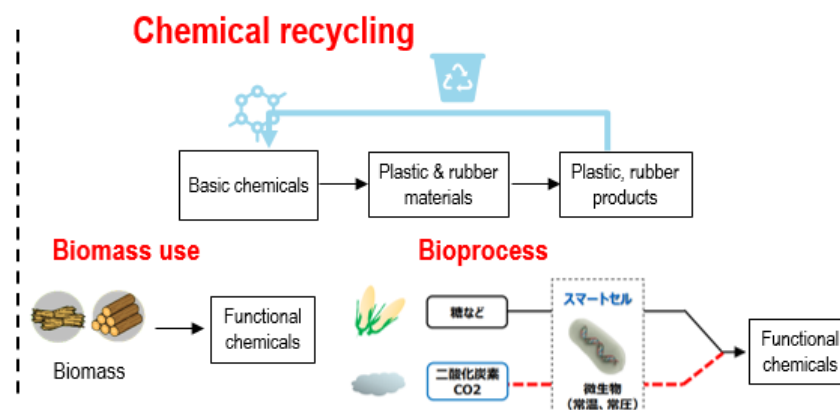 Chemical recycling
Basic chemicals
Plastic & rubber
materials
Plastic, rubber
products
Biomass use
Biomass
Functional
chemicals
Bioprocess
糖など
二酸化炭素
CO2
スマートセル
微生物
（常温、常圧）
Functional
chemicals